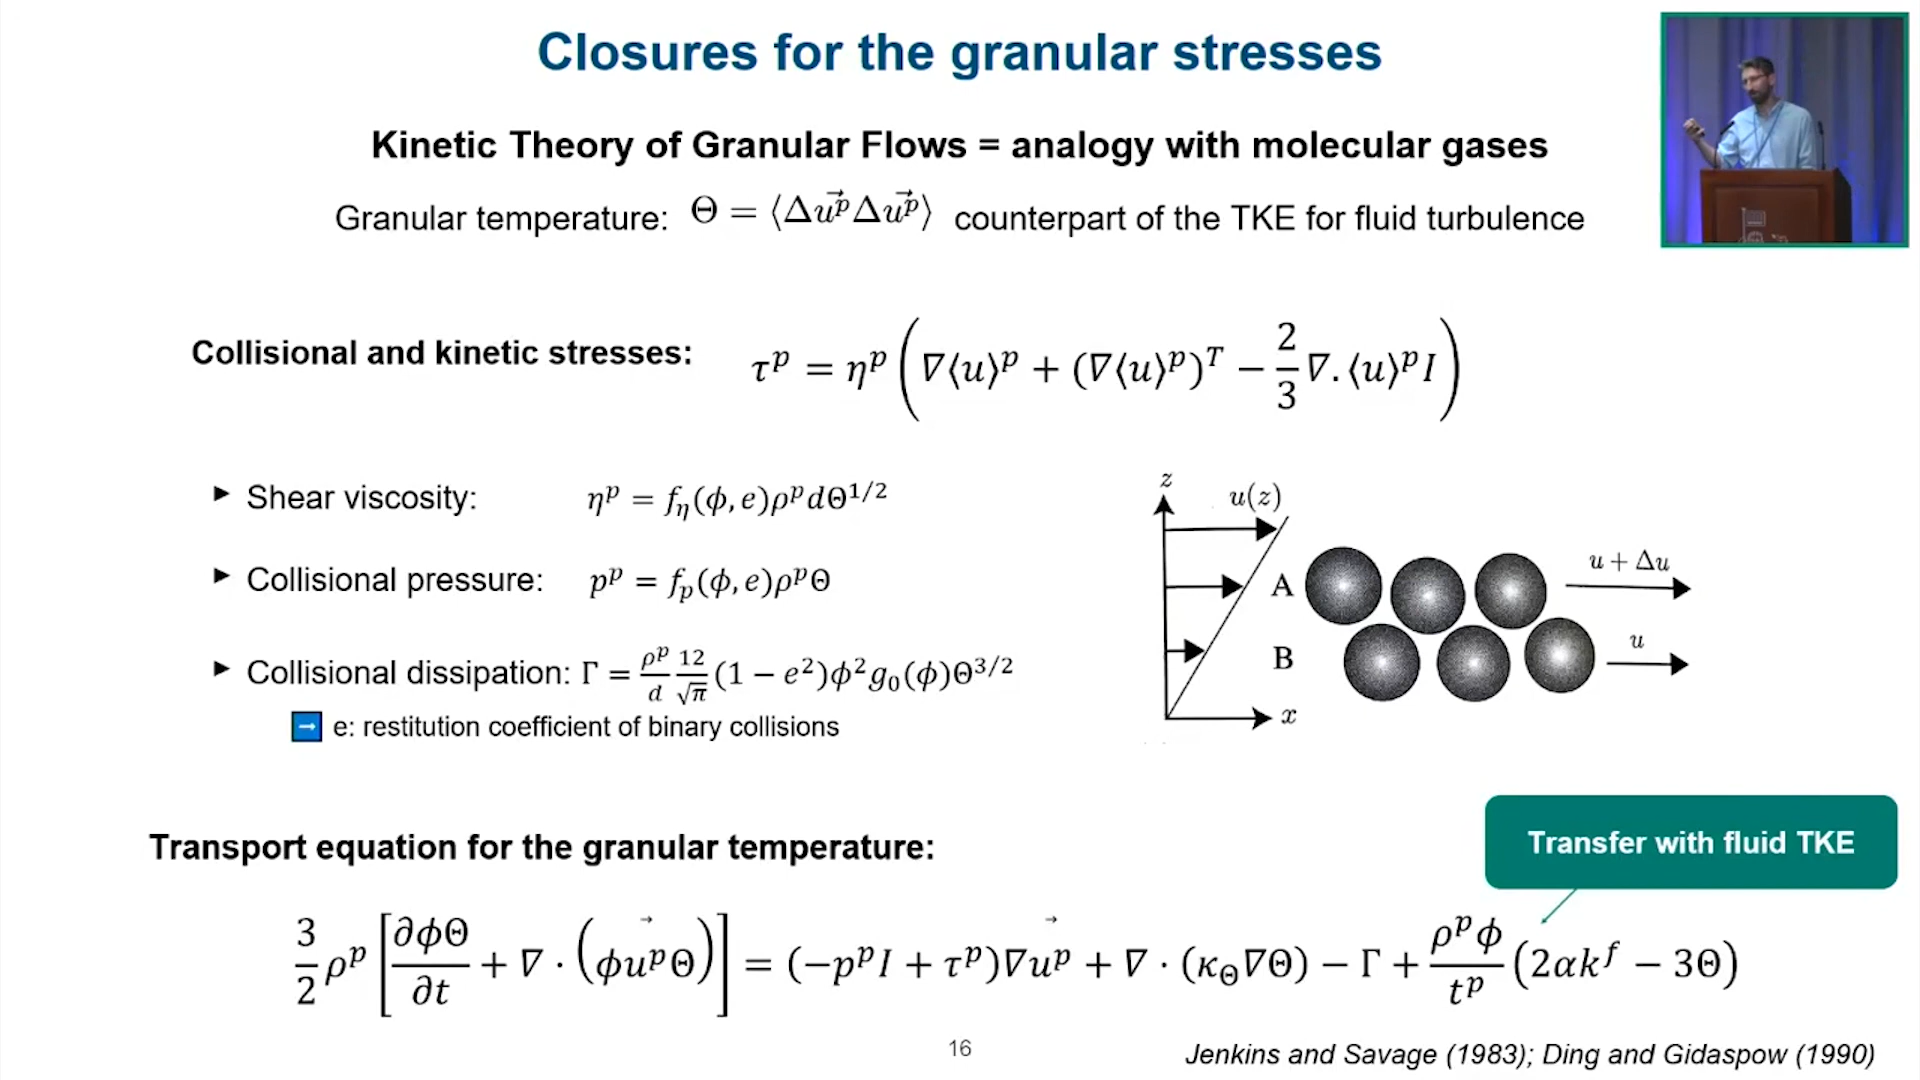 Closures for the granular stresses
Kinetic Theory of Granular Flows = analogy with molecular gases
Granular temperature: Θ = ⟨Δu⃗ᵖΔu⃗ᵖ⟩ counterpart of the TKE for fluid turbulence
Collisional and kinetic stresses: τᵖ = ηᵖ(∇⟨u⟩ᵖ + (∇⟨u⟩ᵖ)ᵀ − 2/3 ∇.⟨u⟩ᵖI)
► Shear viscosity: ηᵖ = f_η(ϕ, e)ρᵖdΘ^{1/2}
► Collisional pressure: pᵖ = f_p(ϕ, e)ρᵖΘ
► Collisional dissipation: Γ = ρᵖ/d 12/√π (1 − e²)ϕ²g₀(ϕ)Θ^{3/2}
→ e: restitution coefficient of binary collisions
z
u(z)
A
u + Δu
B
u
x
Transfer with fluid TKE
Transport equation for the granular temperature:
3/2 ρᵖ[∂ϕΘ/∂t + ∇ · (ϕu⃗ᵖΘ)] = (−pᵖI + τᵖ)∇u⃗ᵖ + ∇ · (κ_Θ∇Θ) − Γ + ρᵖϕ/tᵖ (2αkᶠ − 3Θ)
16
Jenkins and Savage (1983); Ding and Gidaspow (1990)